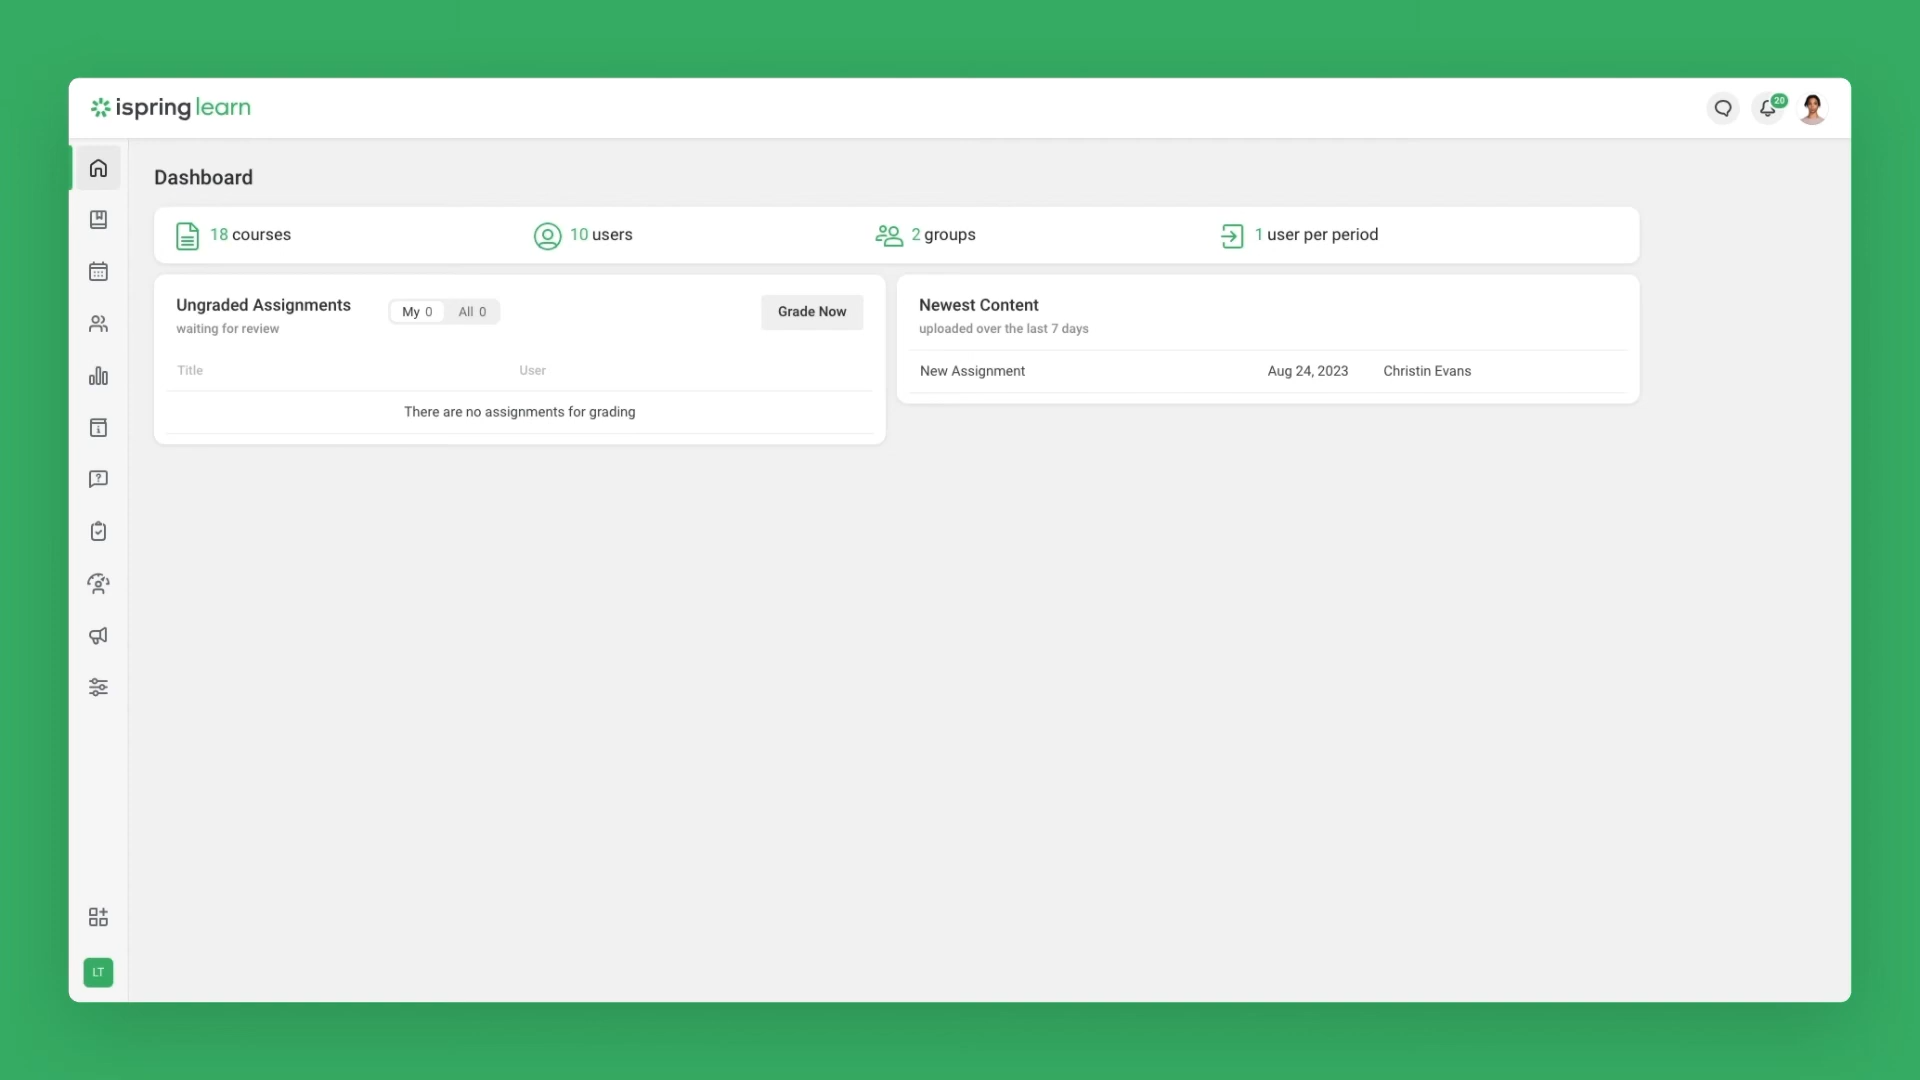 ispring learn
20
Dashboard
18 courses
10 users
2 groups
1 user per period
Ungraded Assignments
waiting for review
My 0
All 0
Grade Now
Title
User
There are no assignments for grading
Newest Content
uploaded over the last 7 days
New Assignment
Aug 24, 2023
Christin Evans
LT